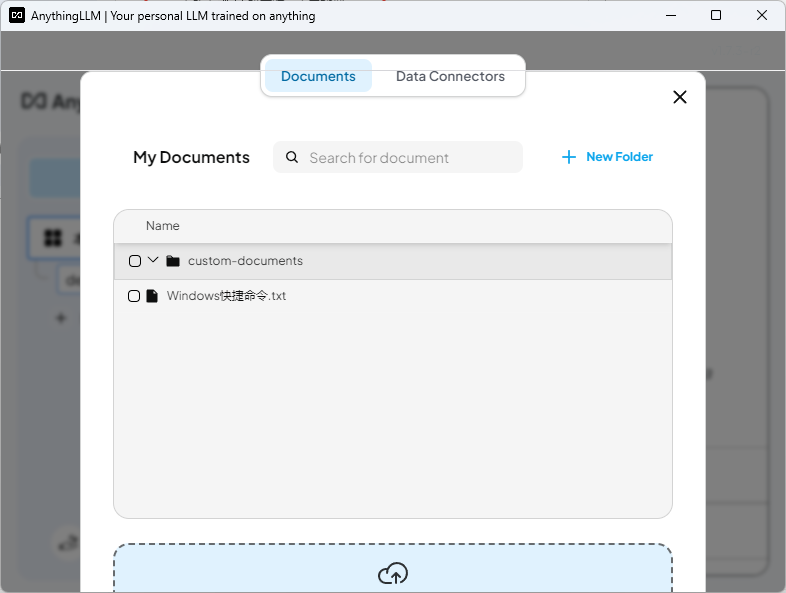 AnythingLLM | Your personal LLM trained on anything
Documents
Data Connectors
My Documents
Search for document
New Folder
Name
custom-documents
Windows快捷命令.txt